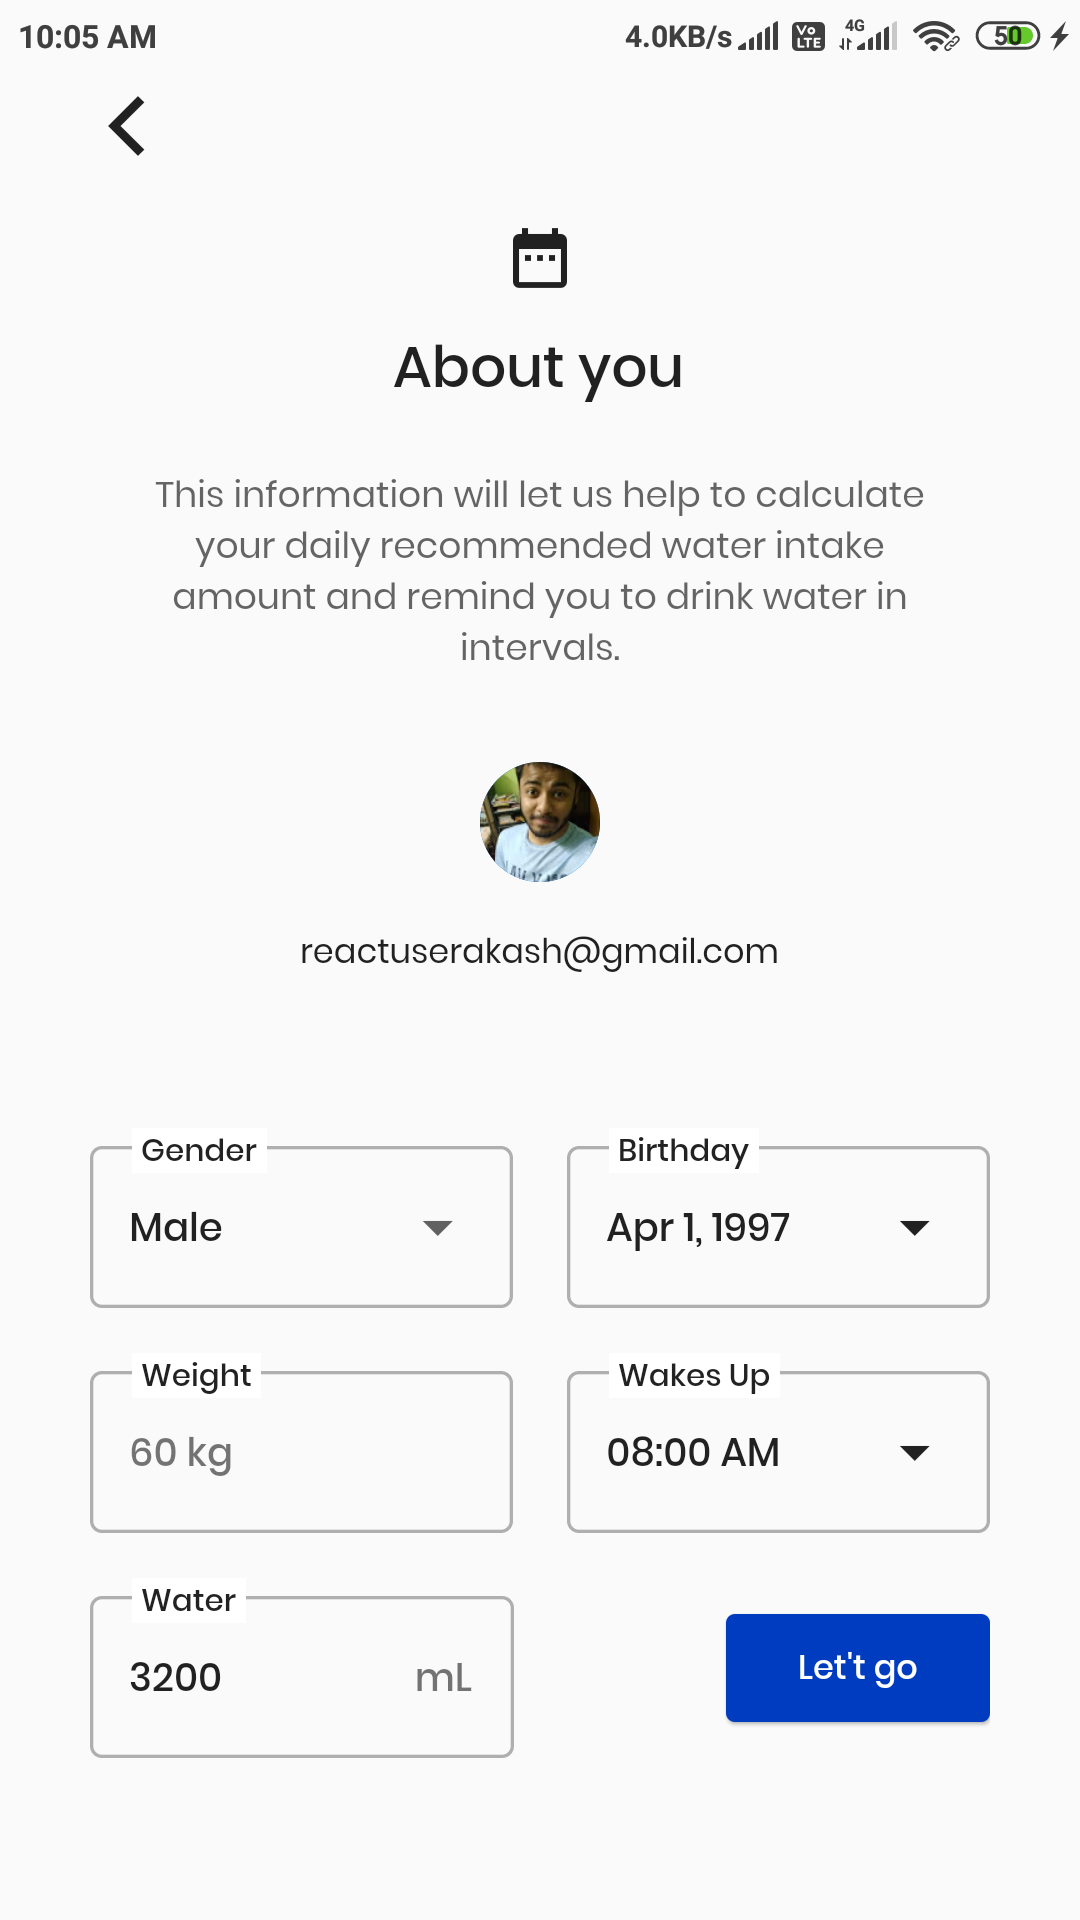 10:05 AM 4.0KB/s Vo LTE 4G 50
About you
This information will let us help to calculate
your daily recommended water intake
amount and remind you to drink water in
intervals.
reactuserakash@gmail.com
Gender Birthday
Male Apr 1, 1997
Weight Wakes Up
60 kg 08:00 AM
Water
3200 mL Let't go